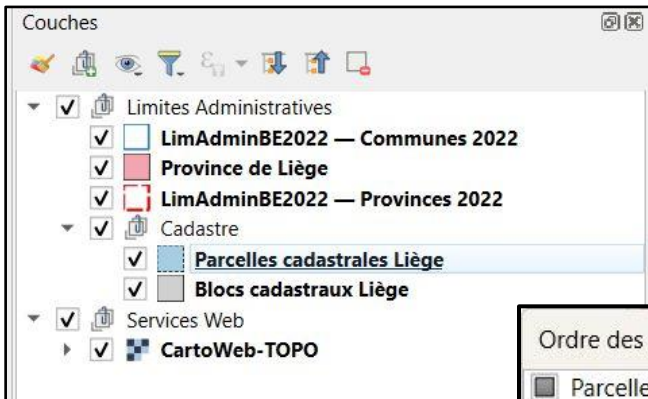 Couches
Limites Administratives
LimAdminBE2022 — Communes 2022
Province de Liège
LimAdminBE2022 — Provinces 2022
Cadastre
Parcelles cadastrales Liège
Blocs cadastraux Liège
Services Web
CartoWeb-TOPO
Ordre des
Parcelle